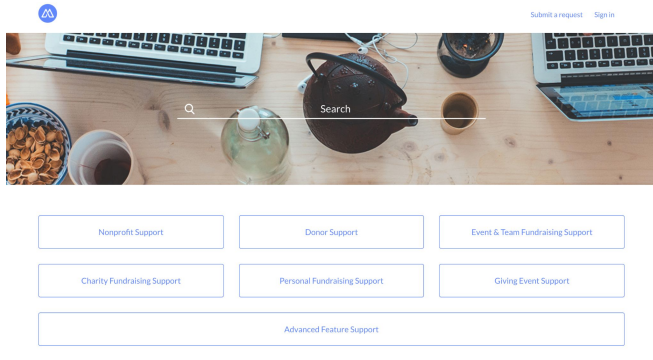 Submit a request Sign in
Search
Nonprofit Support Donor Support Event & Team Fundraising Support
Charity Fundraising Support Personal Fundraising Support Giving Event Support
Advanced Feature Support